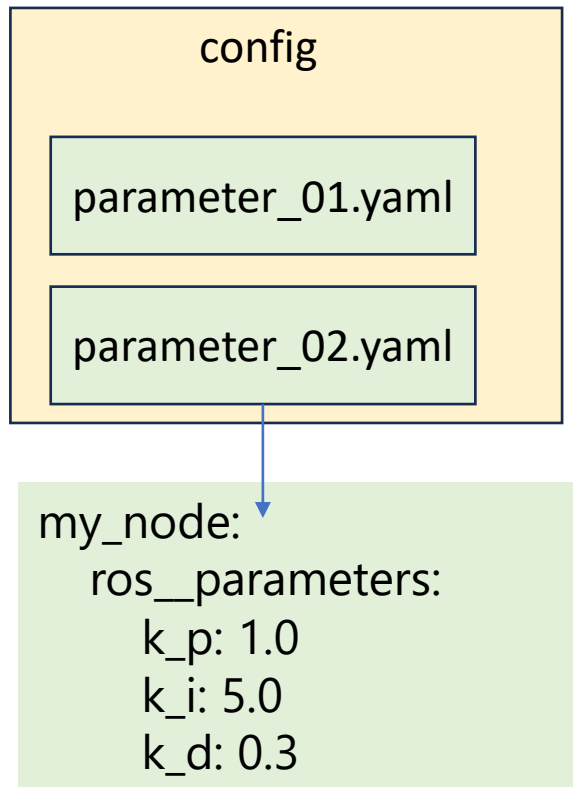 config
parameter_01.yaml
parameter_02.yaml
my_node:
ros__parameters:
k_p: 1.0
k_i: 5.0
k_d: 0.3